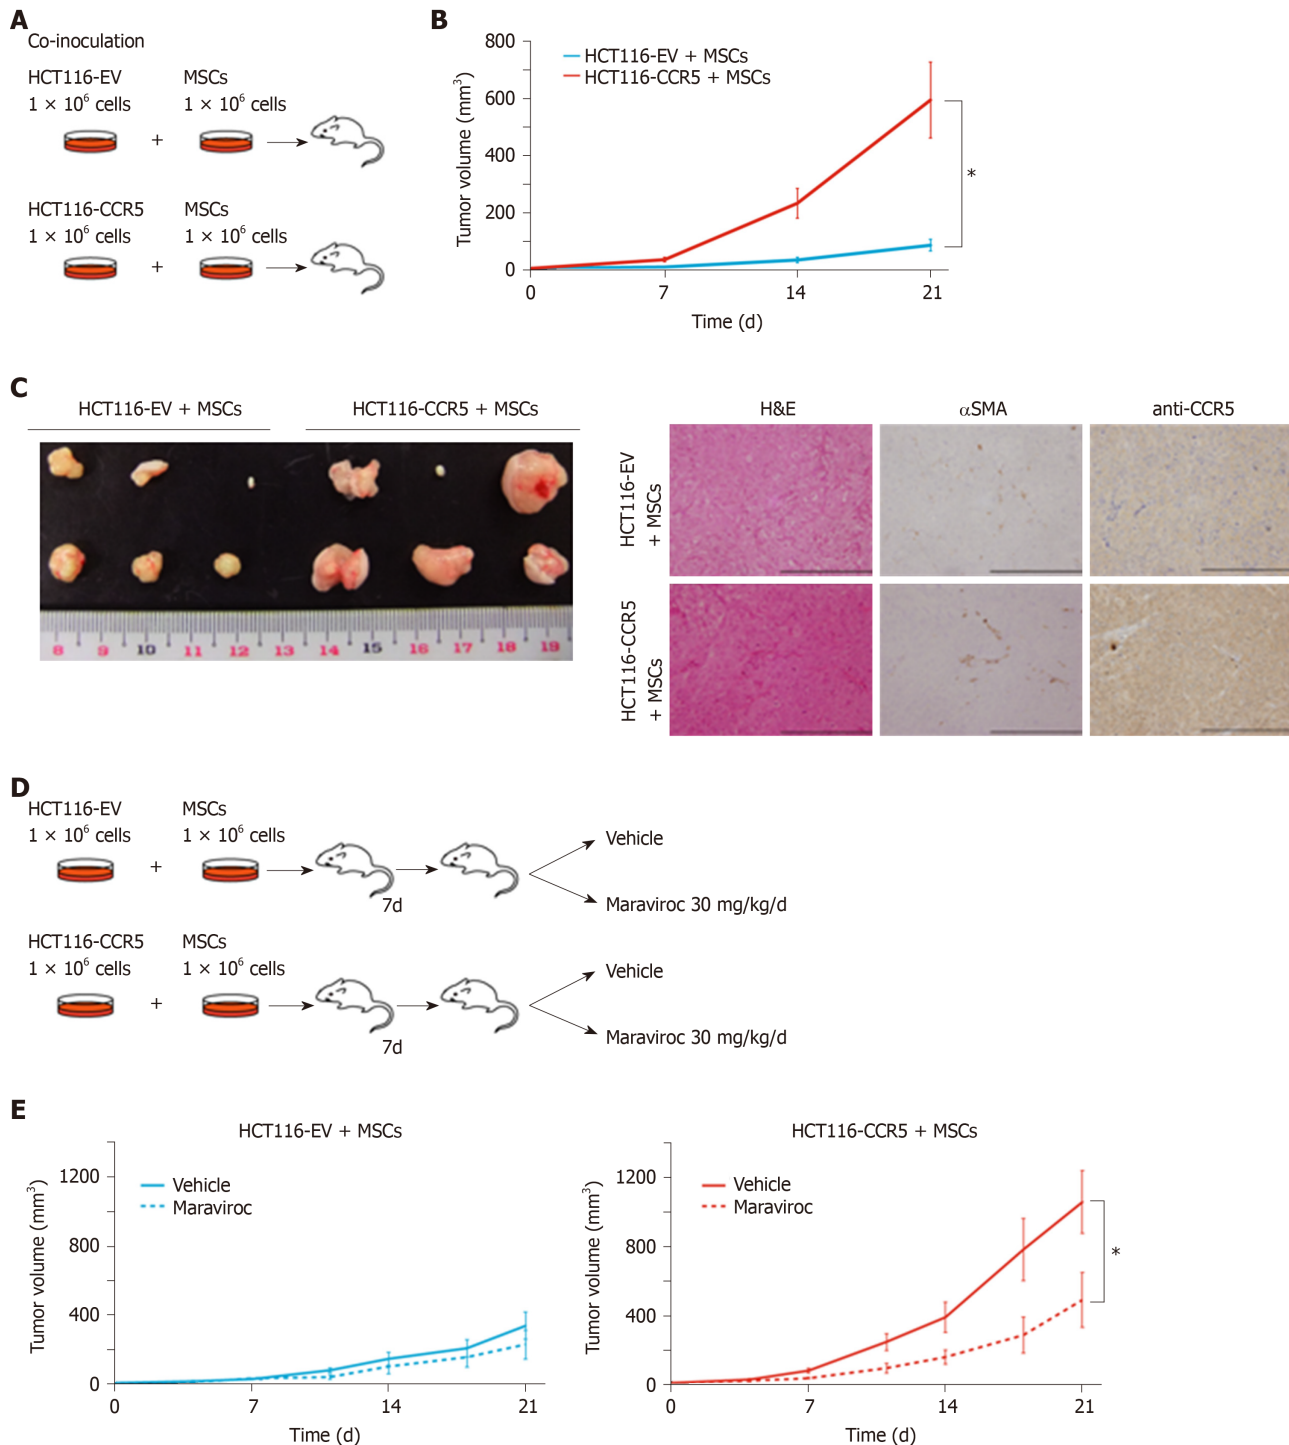 A
Co-inoculation
HCT116-EV MSCs
1 × 10⁶ cells 1 × 10⁶ cells
+
HCT116-CCR5 MSCs
1 × 10⁶ cells 1 × 10⁶ cells
+
B
HCT116-EV + MSCs
HCT116-CCR5 + MSCs
Tumor volume (mm³)
800
600
400
200
0
*
0 7 14 21
Time (d)
C
HCT116-EV + MSCs HCT116-CCR5 + MSCs
8 9 10 11 12 13 14 15 16 17 18 19
H&E αSMA anti-CCR5
HCT116-EV
+ MSCs
HCT116-CCR5
+ MSCs
D
HCT116-EV MSCs
1 × 10⁶ cells 1 × 10⁶ cells
+
7d
Vehicle
Maraviroc 30 mg/kg/d
HCT116-CCR5 MSCs
1 × 10⁶ cells 1 × 10⁶ cells
+
7d
Vehicle
Maraviroc 30 mg/kg/d
E
HCT116-EV + MSCs
Tumor volume (mm³)
1200
800
400
0
Vehicle
Maraviroc
0 7 14 21
Time (d)
HCT116-CCR5 + MSCs
Tumor volume (mm³)
1200
800
400
0
Vehicle
Maraviroc
*
0 7 14 21
Time (d)